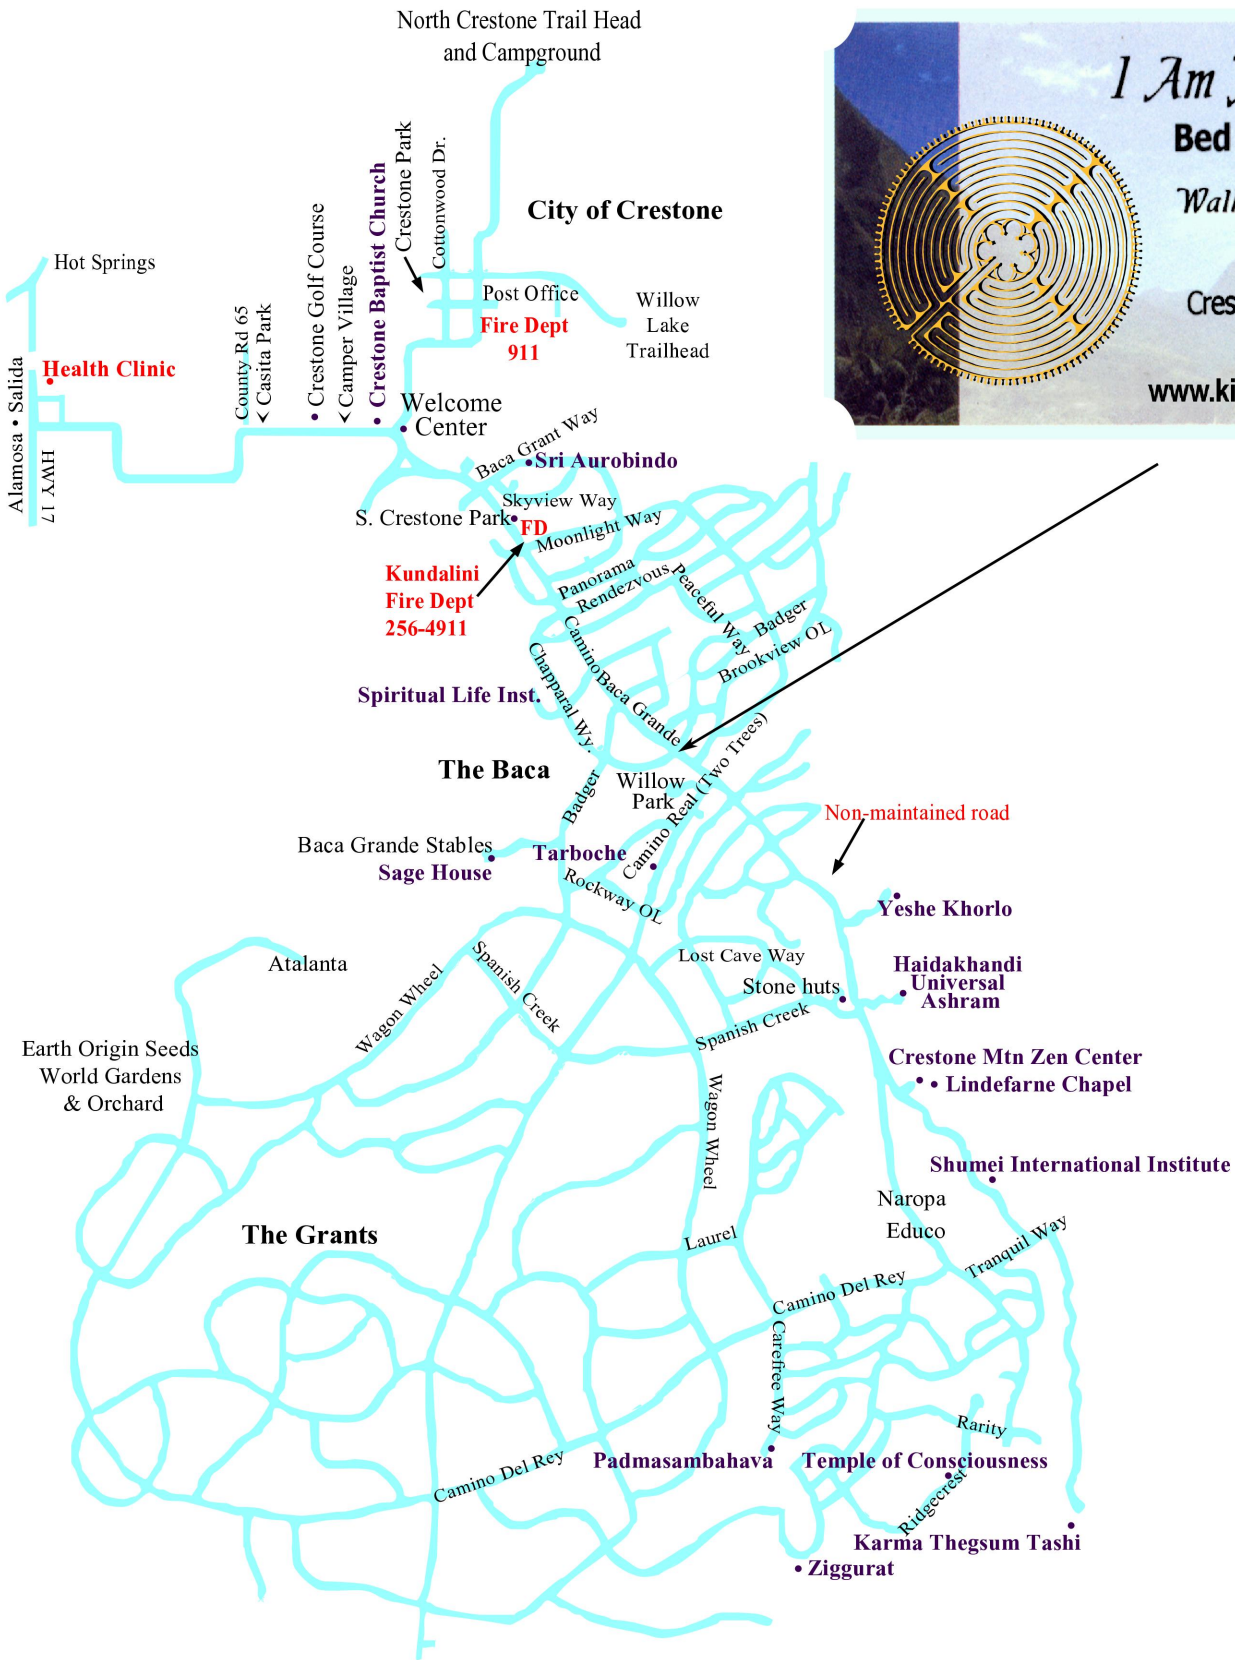 North Crestone Trail Head
and Campground
I Am
Bed
Walk
Cres
www.ki
City of Crestone
Crestone Park
Cottonwood Dr.
Crestone Baptist Church
Camper Village
Crestone Golf Course
Casita Park
County Rd 65
Hot Springs
Post Office
Fire Dept
911
Willow
Lake
Trailhead
Health Clinic
Alamosa • Salida
HWY 17
Welcome
Center
Baca Grant Way
Sri Aurobindo
Skyview Way
S. Crestone Park
FD
Moonlight Way
Kundalini
Fire Dept
256-4911
Panorama
Rendezvous
Peaceful Way
Badger
Brookview OL
Camino Baca Grande
Chapparal Wy.
Spiritual Life Inst.
The Baca
Willow
Park
Camino Real (Two Trees)
Badger
Non-maintained road
Baca Grande Stables
Sage House
Tarboche
Rockway OL
Yeshe Khorlo
Lost Cave Way
Atalanta
Wagon Wheel
Spanish Creek
Stone huts
Haidakhandi
Universal
Ashram
Spanish Creek
Earth Origin Seeds
World Gardens
& Orchard
Crestone Mtn Zen Center
Lindefarne Chapel
Wagon Wheel
Shumei International Institute
Naropa
Educo
The Grants
Laurel
Tranquil Way
Camino Del Rey
Carefree Way
Rarity
Camino Del Rey
Padmasambahava
Temple of Consciousness
Ridgecrest
Karma Thegsum Tashi
Ziggurat